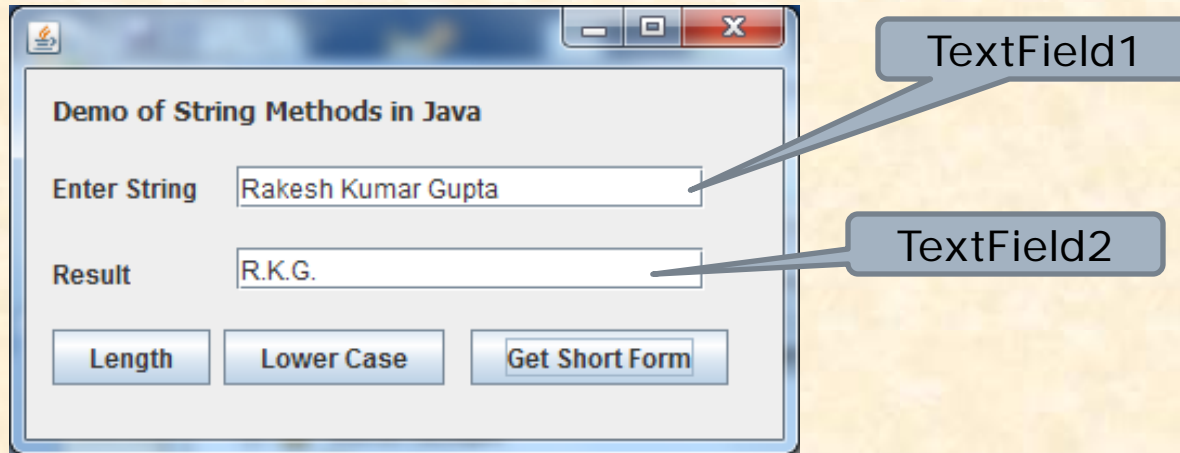 TextField1
Demo of String Methods in Java
Enter String
Rakesh Kumar Gupta
TextField2
Result
R.K.G.
Length
Lower Case
Get Short Form